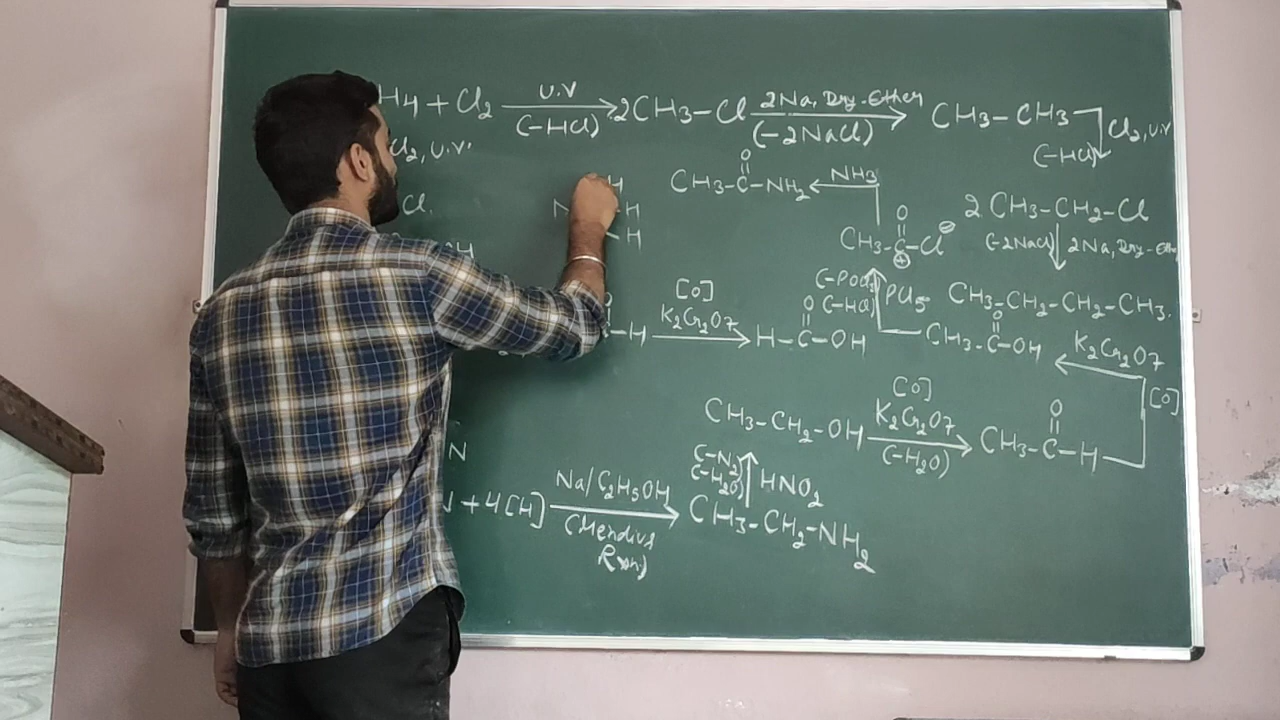 H4 + Cl2 U.V (-HCl) 2CH3-Cl 2Na, Dry-Ether (-2NaCl) CH3-CH3 Cl2, U.V (-HCl)
Cl2, U.V.
CH3-C-NH2 NH3
O
H
Cl. N H 2 CH3-CH2-Cl
H
O
CH3-C-Cl ⊖
⊕
(-2NaCl) 2Na, Dry-Ethe
H
(-POCl3) PCl5
(-HCl)
CH3-CH2-CH2-CH3.
O
-H [O] K2Cr2O7 H-C-OH
O
CH3-C-OH
O
K2Cr2O7
[O]
CH3-CH2-OH [O] K2Cr2O7 (-H2O) CH3-C-H
O
N
(-N2)
(-H2O) HNO2
+4[H] Na/C2H5OH (Mendius Rxn) CH3-CH2-NH2